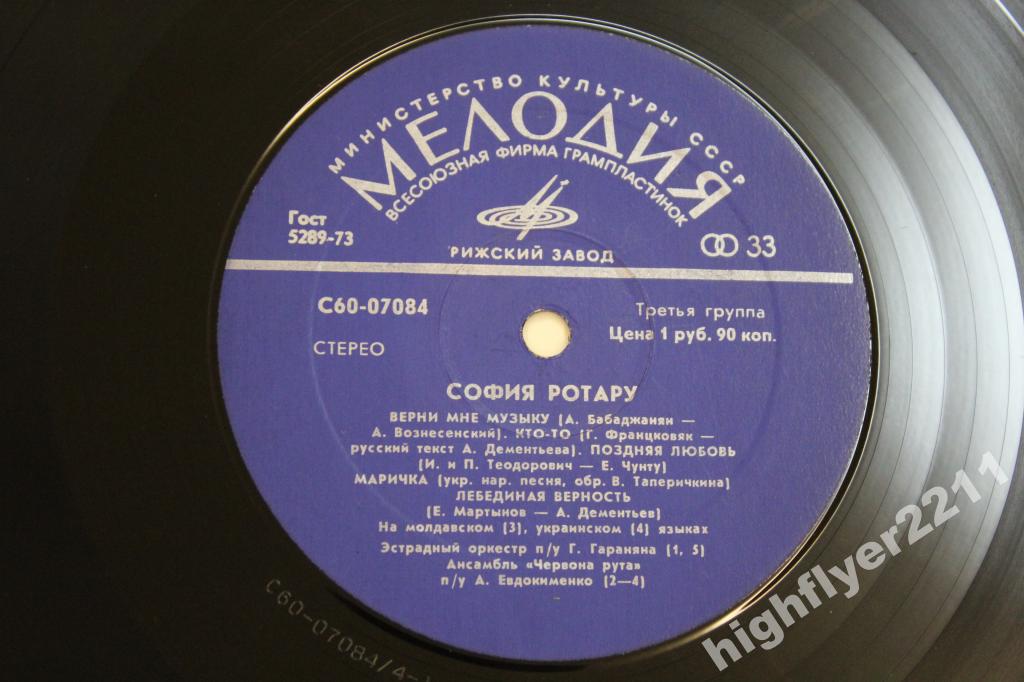 МИНИСТЕРСТВО КУЛЬТУРЫ СССР
МЕЛОДИЯ
ВСЕСОЮЗНАЯ ФИРМА ГРАМПЛАСТИНОК
Гост
5289-73
33
РИЖСКИЙ ЗАВОД
С60-07084
Третья группа
СТЕРЕО
Цена 1 руб. 90 коп.
СОФИЯ РОТАРУ
ВЕРНИ МНЕ МУЗЫКУ (А. Бабаджанян —
А. Вознесенский). КТО-ТО (Г. Францковяк —
русский текст А. Дементьева). ПОЗДНЯЯ ЛЮБОВЬ
(И. и П. Теодорович — Е. Чунту)
МАРИЧКА (укр. нар. песня, обр. В. Таперичкина)
ЛЕБЕДИНАЯ ВЕРНОСТЬ
(Е. Мартынов — А. Дементьев)
На молдавском (3), украинском (4) языках
Эстрадный оркестр п/у Г. Гараняна (1, 5)
Ансамбль «Червона рута»
п/у А. Евдокименко (2—4)
С60-07084/4-
highflyer2211